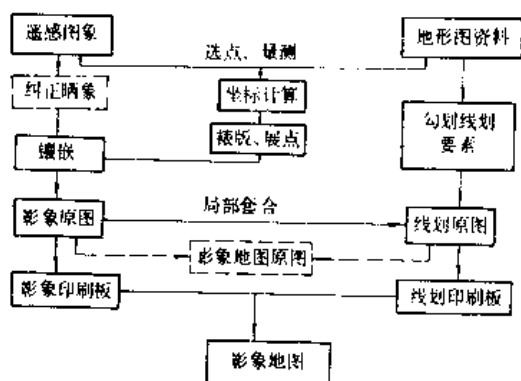 遥感图象
选点、量测
地形图资料
纠正晒象
坐标计算
裱版、展点
勾划线划
要素
镶嵌
影象原图
局部套合
线划原图
影象地图原图
影象印刷板
线划印刷板
影象地图